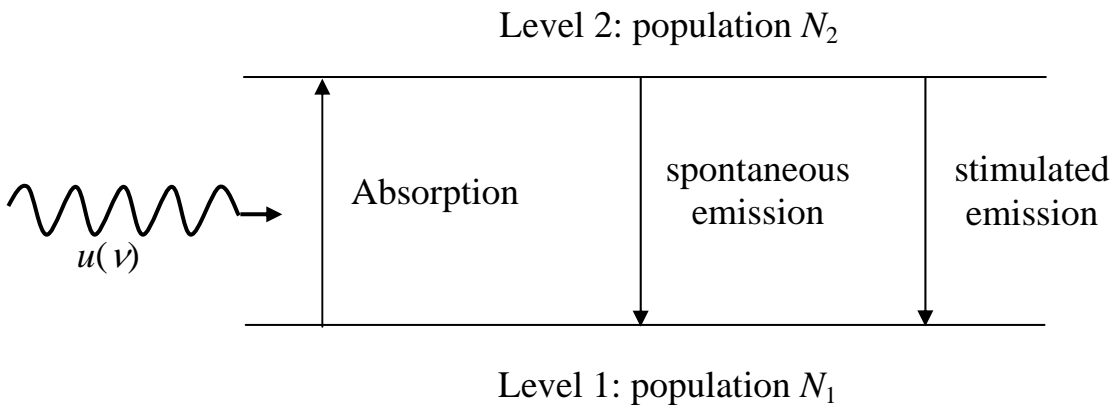 Level 2: population N₂
Absorption
spontaneous
emission
stimulated
emission
u(ν)
Level 1: population N₁